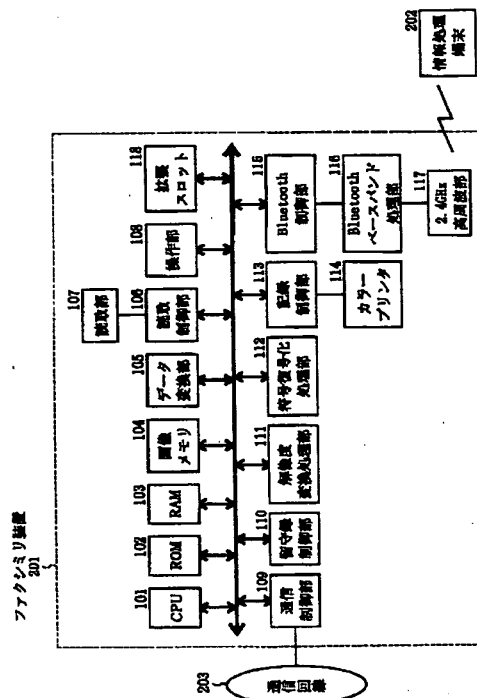 ファクシミリ装置
201
101
CPU
102
ROM
103
RAM
104
画像
メモリ
105
データ
変換部
107
読取部
106
読取
制御部
108
操作部
118
拡張
スロット
109
通信
制御部
110
留守録
制御部
111
解像度
変換処理部
112
符号復号化
処理部
113
記録
制御部
114
カラー
プリンタ
115
Bluetooth
制御部
116
Bluetooth
ベースバンド
処理部
117
2.4GHz
高周波部
202
情報処理
端末
203
通信回線